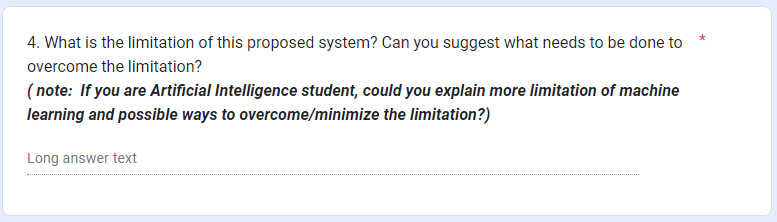 4. What is the limitation of this proposed system? Can you suggest what needs to be done to *
overcome the limitation?
( note:  If you are Artificial Intelligence student, could you explain more limitation of machine
learning and possible ways to overcome/minimize the limitation?)
Long answer text